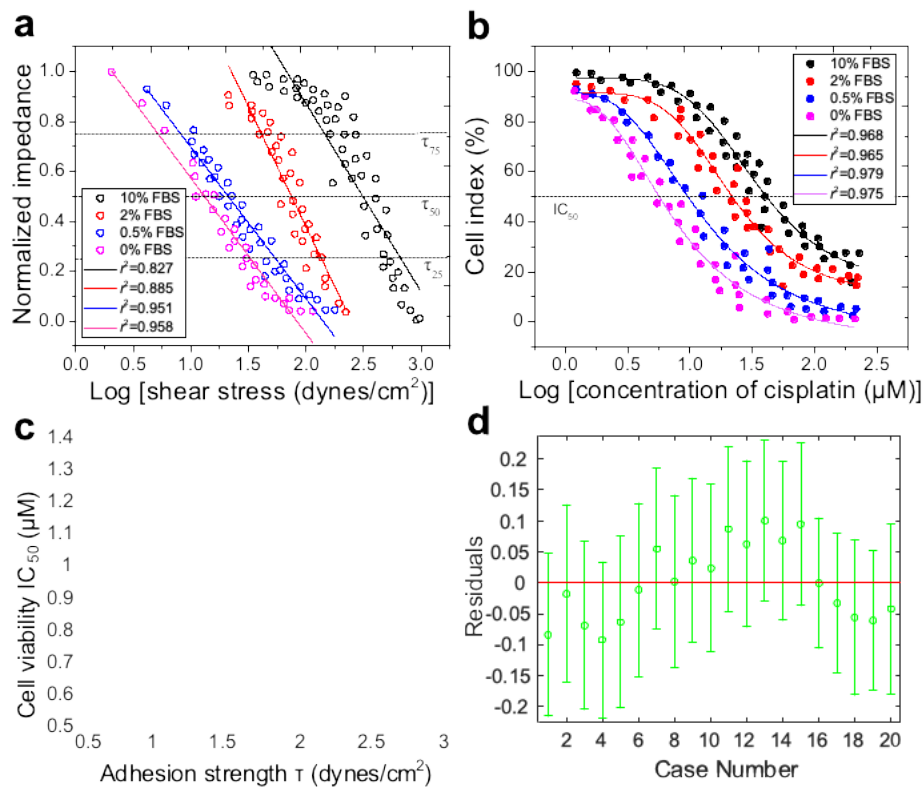 a
Normalized impedance
1.0
0.8
0.6
0.4
0.2
0.0
τ75
τ50
τ25
10% FBS
2% FBS
0.5% FBS
0% FBS
r²=0.827
r²=0.885
r²=0.951
r²=0.958
0.0 0.5 1.0 1.5 2.0 2.5 3.0
Log [shear stress (dynes/cm²)]
b
Cell index (%)
100
80
60
40
20
0
IC50
10% FBS
2% FBS
0.5% FBS
0% FBS
r²=0.968
r²=0.965
r²=0.979
r²=0.975
0.0 0.5 1.0 1.5 2.0 2.5
Log [concentration of cisplatin (µM)]
c
Cell viability IC50 (µM)
1.4
1.3
1.2
1.1
1
0.9
0.8
0.7
0.6
0.5
0.5 1 1.5 2 2.5 3
Adhesion strength τ (dynes/cm²)
d
Residuals
0.2
0.15
0.1
0.05
0
-0.05
-0.1
-0.15
-0.2
2 4 6 8 10 12 14 16 18 20
Case Number